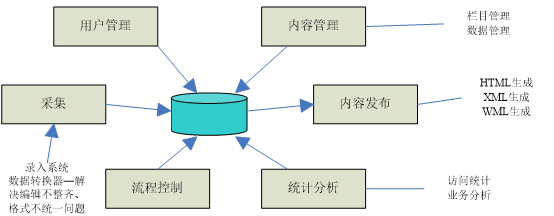 用户管理
内容管理
栏目管理
数据管理
采集
内容发布
HTML生成
XML生成
WML生成
录入系统
数据转换器—解
决编辑不整齐、
格式不统一问题
流程控制
统计分析
访问统计
业务分析